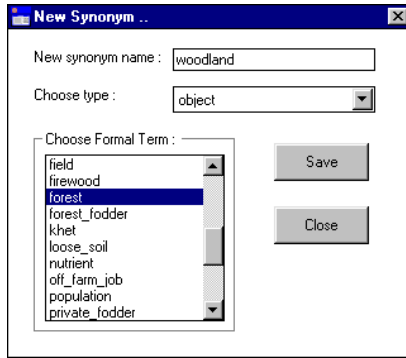 New Synonym ..
New synonym name : woodland
Choose type : object
Choose Formal Term :
field
firewood
forest
forest_fodder
khet
loose_soil
nutrient
off_farm_job
population
private_fodder
Save
Close